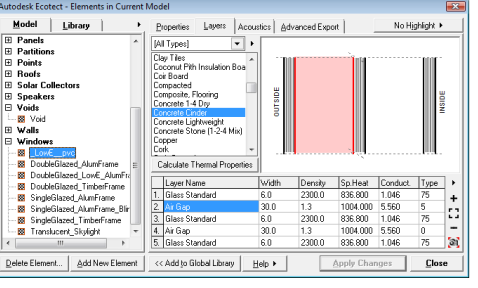 Autodesk Ecotect - Elements in Current Model
Model Library
Properties Layers Acoustics Advanced Export No Highlight
Panels
Partitions
Points
Roofs
Solar Collectors
Speakers
Voids
Void
Walls
Windows
_LowE__pvc
DoubleGlazed_AlumFrame
DoubleGlazed_LowE_AlumFra
DoubleGlazed_TimberFrame
SingleGlazed_AlumFrame
SingleGlazed_AlumFrame_Blir
SingleGlazed_TimberFrame
Translucent_Skylight
[All Types]
Clay Tiles
Coconut Pith Insulation Boa
Coir Board
Compacted
Composite, Flooring
Concrete 1-4 Dry
Concrete Cinder
Concrete Lightweight
Concrete Stone (1-2-4 Mix)
Copper
Cork
Calculate Thermal Properties
OUTSIDE
INSIDE
Layer Name Width Density Sp.Heat Conduct. Type
1. Glass Standard 6.0 2300.0 836.800 1.046 75
2. Air Gap 30.0 1.3 1004.000 5.560 5
3. Glass Standard 6.0 2300.0 836.800 1.046 75
4. Air Gap 30.0 1.3 1004.000 5.560 0
5. Glass Standard 6.0 2300.0 836.800 1.046 75
Delete Element... Add New Element << Add to Global Library Help Apply Changes Close